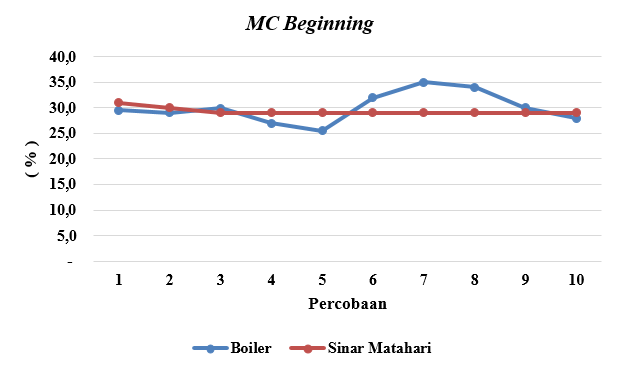 MC Beginning
40,0
35,0
30,0
25,0
20,0
15,0
10,0
5,0
-
( % )
1 2 3 4 5 6 7 8 9 10
Percobaan
Boiler Sinar Matahari